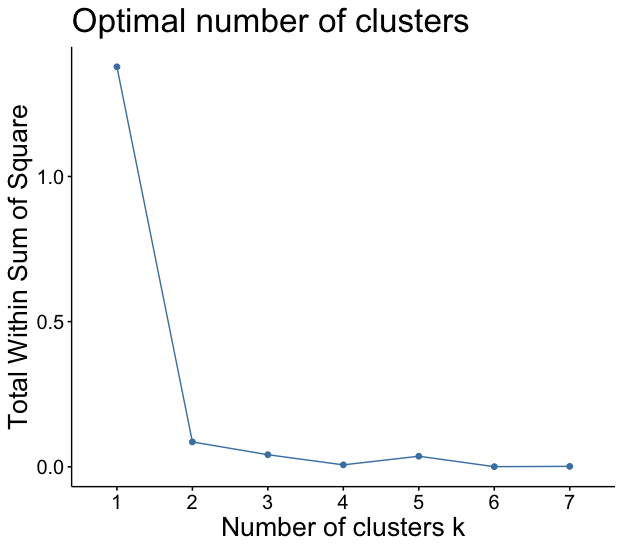 Optimal number of clusters
Total Within Sum of Square
1.0
0.5
0.0
1 2 3 4 5 6 7
Number of clusters k